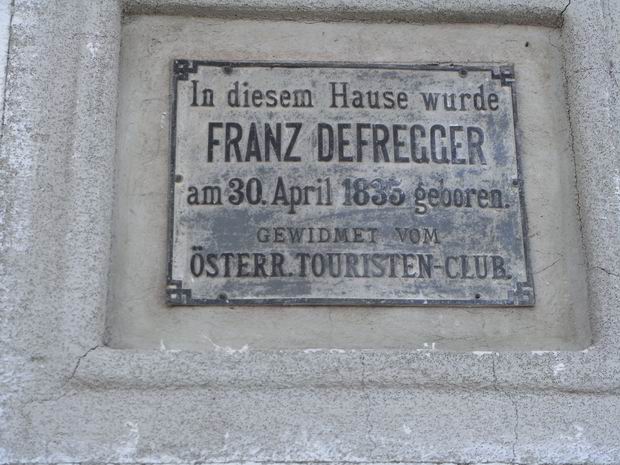 In diesem Hause wurde
FRANZ DEFREGGER
am 30. April 1835 geboren.
GEWIDMET VOM
ÖSTERR. TOURISTEN-CLUB.